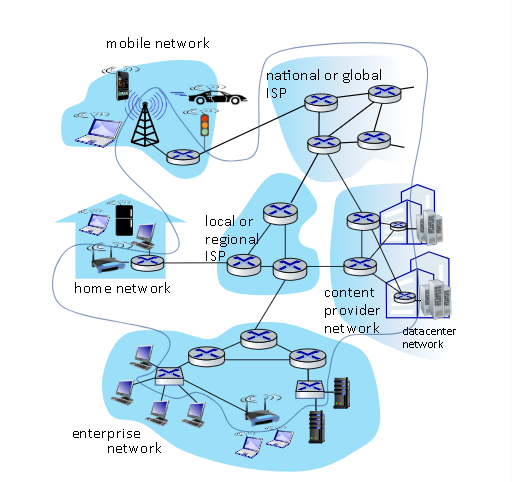 mobile network
national or global
ISP
local or
regional
ISP
home network
content
provider
network
datacenter
network
enterprise
network